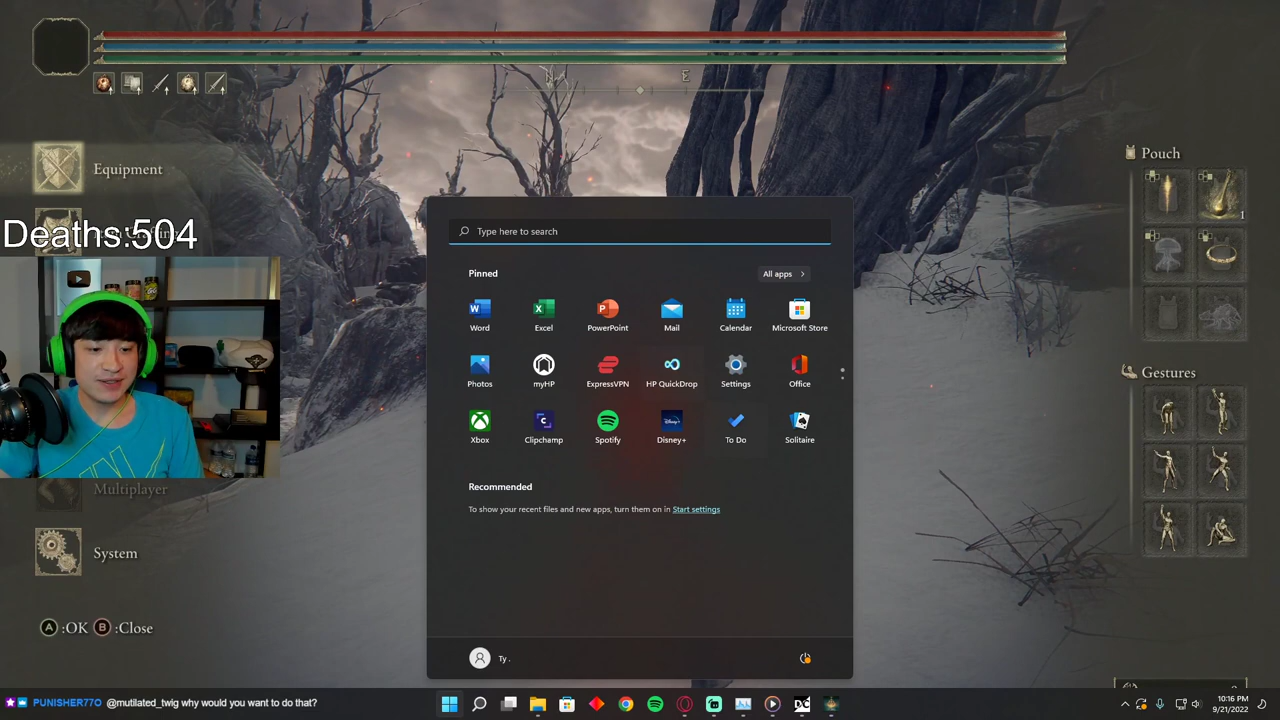 E
Equipment
Deaths:504
Multiplayer
System
A :OK B :Close
Pouch
1
Gestures
Type here to search
Pinned
All apps
Word
Excel
PowerPoint
Mail
Calendar
Microsoft Store
Photos
myHP
ExpressVPN
HP QuickDrop
Settings
Office
Xbox
Clipchamp
Spotify
Disney+
To Do
Solitaire
Recommended
To show your recent files and new apps, turn them on in Start settings
Ty .
PUNISHER77O @mutilated_twig why would you want to do that?
10:16 PM
9/21/2022